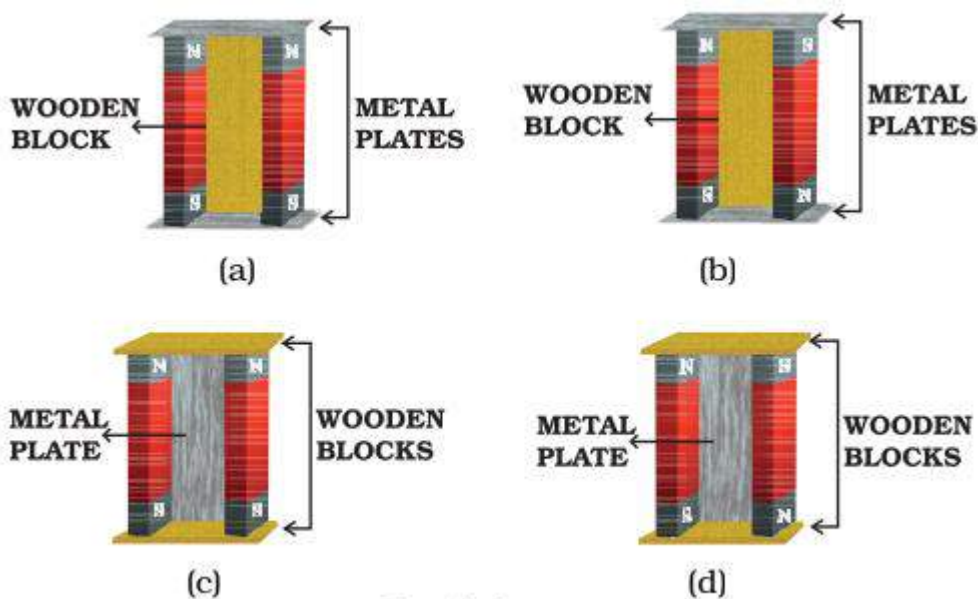 N N
WOODEN
BLOCK
METAL
PLATES
S S
(a)
N S
WOODEN
BLOCK
METAL
PLATES
S N
(b)
N N
METAL
PLATE
WOODEN
BLOCKS
S S
(c)
N S
METAL
PLATE
WOODEN
BLOCKS
S N
(d)